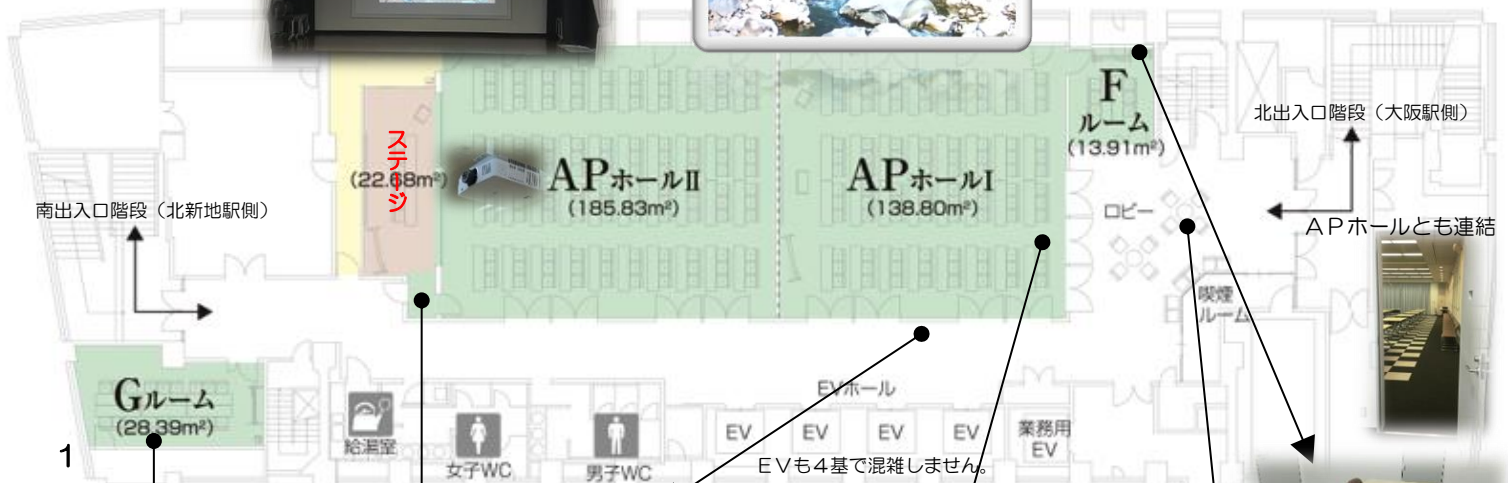 F
ルーム
(13.91m²)
北出入口階段（大阪駅側）
ステージ
(22.68m²)
APホールⅡ
(185.83m²)
APホールⅠ
(138.80m²)
南出入口階段（北新地駅側）
ロビー
ＡＰホールとも連結
喫煙
ルーム
Gルーム
(28.39m²)
EVホール
1
給湯室
女子WC
男子WC
EV
EV
EV
EV
業務用
EV
ＥＶも４基で混雑しません。